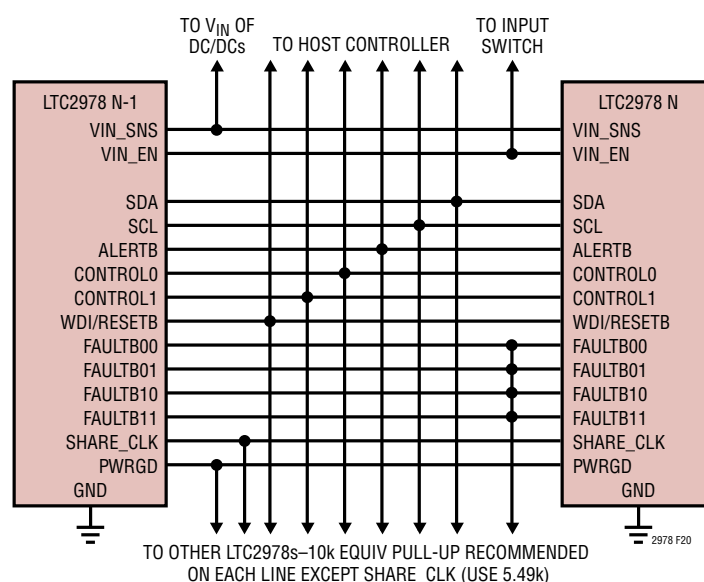 TO VIN OF
DC/DCs
TO HOST CONTROLLER
TO INPUT
SWITCH
LTC2978 N-1
VIN_SNS
VIN_EN
SDA
SCL
ALERTB
CONTROL0
CONTROL1
WDI/RESETB
FAULTB00
FAULTB01
FAULTB10
FAULTB11
SHARE_CLK
PWRGD
GND
LTC2978 N
VIN_SNS
VIN_EN
SDA
SCL
ALERTB
CONTROL0
CONTROL1
WDI/RESETB
FAULTB00
FAULTB01
FAULTB10
FAULTB11
SHARE_CLK
PWRGD
GND
2978 F20
TO OTHER LTC2978s–10k EQUIV PULL-UP RECOMMENDED
ON EACH LINE EXCEPT SHARE_CLK (USE 5.49k)